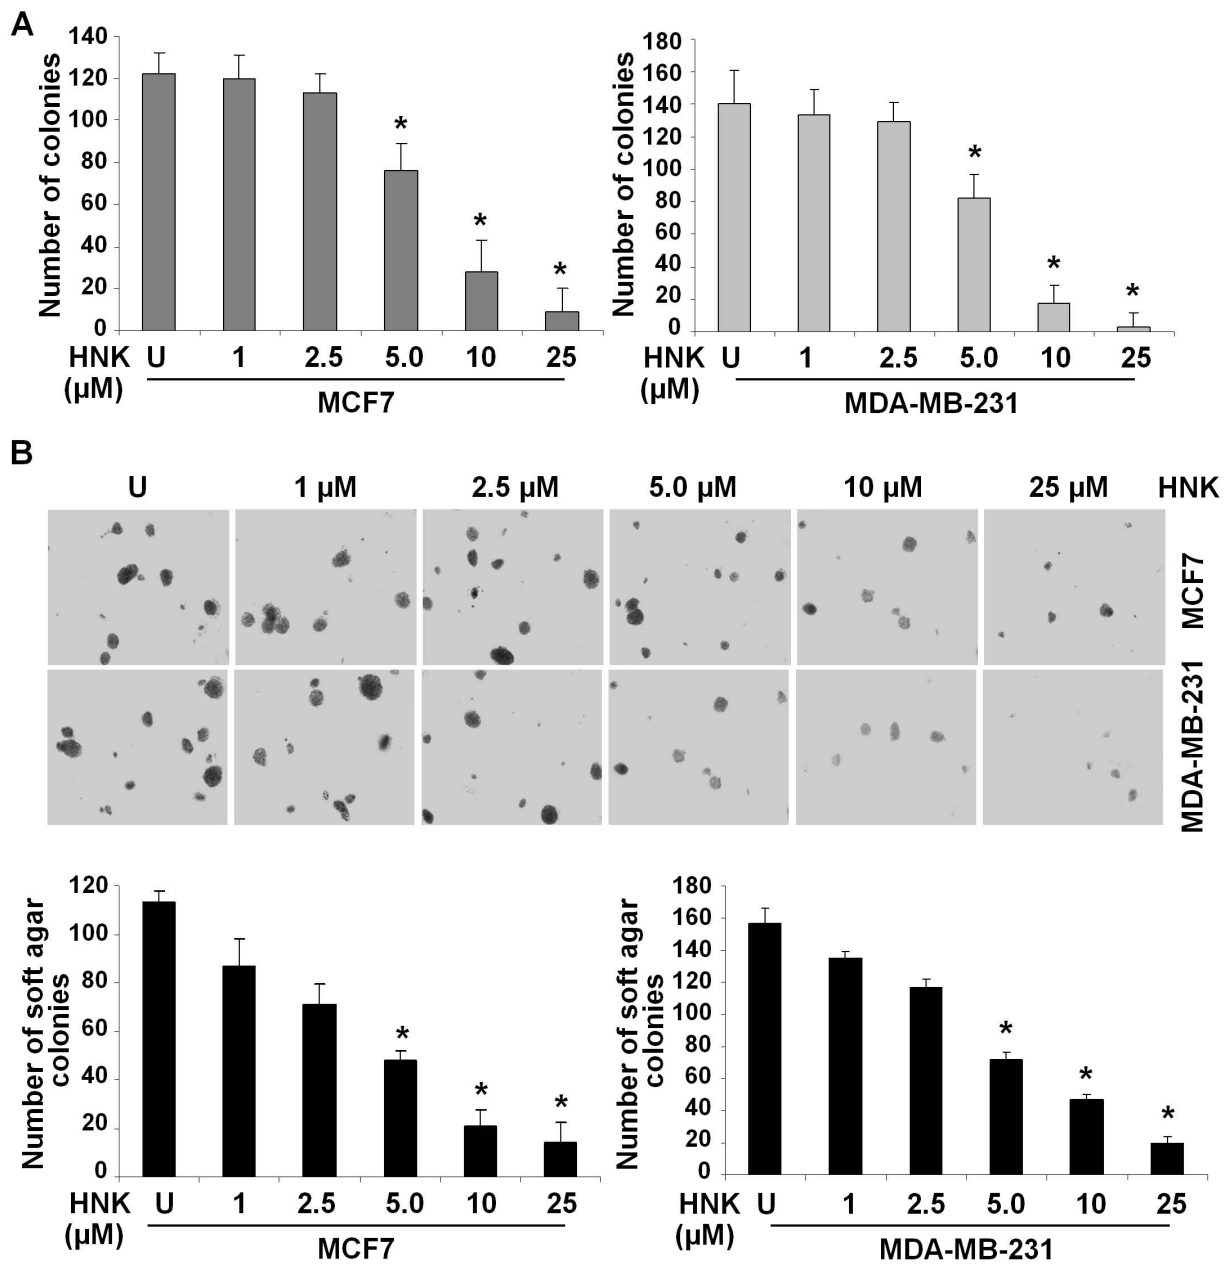 A
140
120
100
80
60
40
20
0
Number of colonies
HNK U 1 2.5 5.0 10 25
(µM)
MCF7
180
160
140
120
100
80
60
40
20
0
Number of colonies
HNK U 1 2.5 5.0 10 25
(µM)
MDA-MB-231
* * *
* * *
B
U 1 µM 2.5 µM 5.0 µM 10 µM 25 µM HNK
MCF7
MDA-MB-231
120
100
80
60
40
20
0
Number of soft agar
colonies
* * *
HNK U 1 2.5 5.0 10 25
(µM)
MCF7
180
160
140
120
100
80
60
40
20
0
Number of soft agar
colonies
* * *
HNK U 1 2.5 5.0 10 25
(µM)
MDA-MB-231